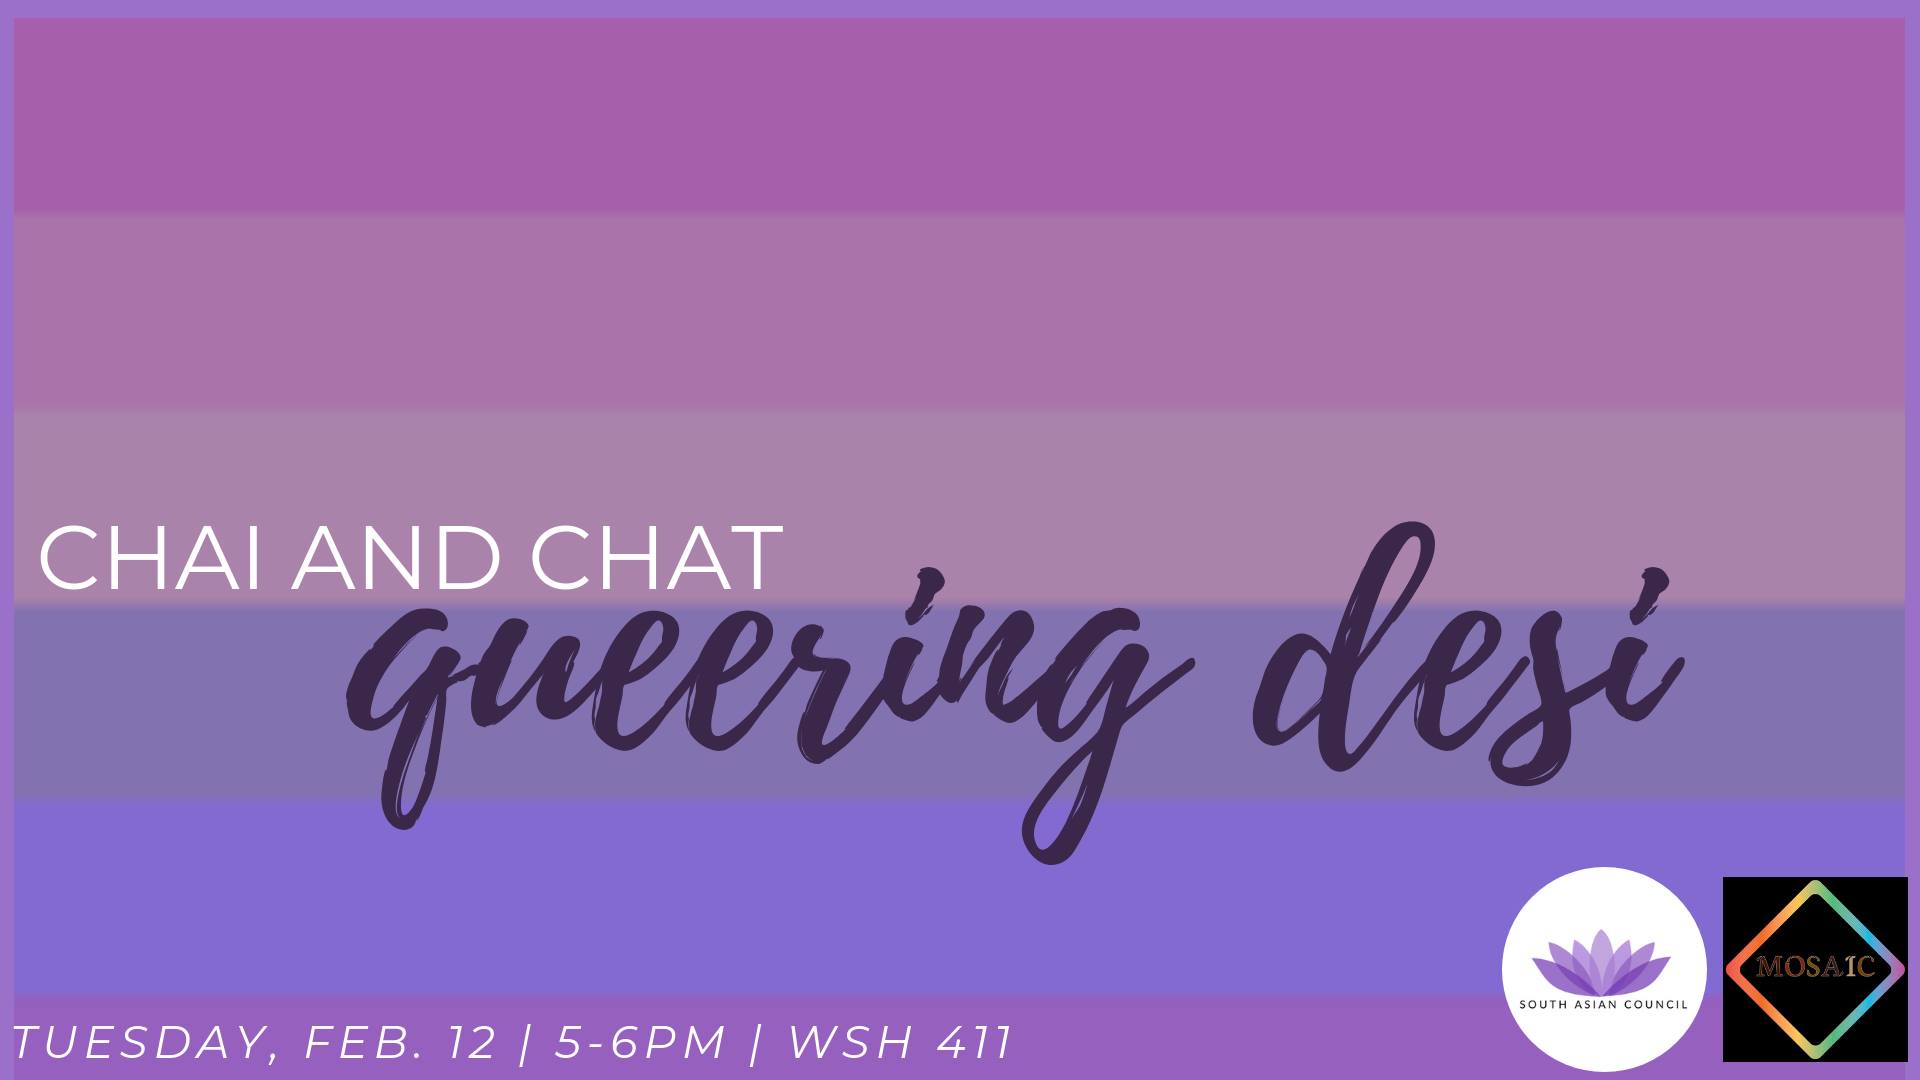 CHAI AND CHAT
queering desi
TUESDAY, FEB. 12 | 5-6PM | WSH 411
SOUTH ASIAN COUNCIL
MOSAIC